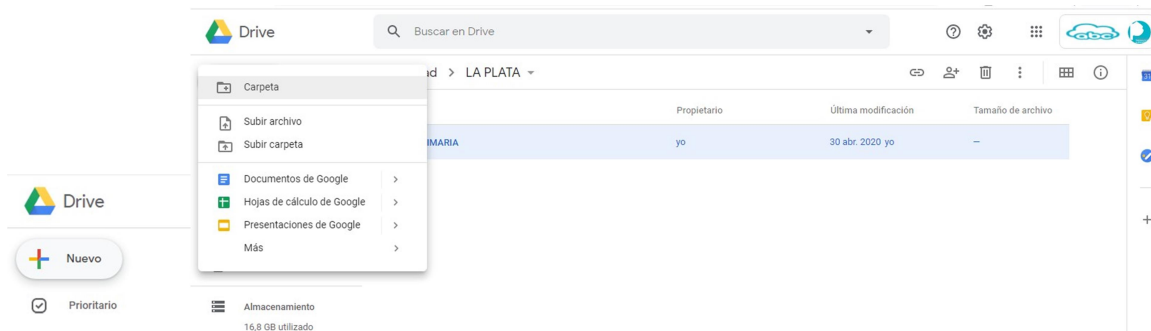 Drive
Buscar en Drive
abc
ad > LA PLATA
Carpeta
Subir archivo
Subir carpeta
Documentos de Google >
Hojas de cálculo de Google >
Presentaciones de Google >
Más >
Propietario Última modificación Tamaño de archivo
IMARIA yo 30 abr. 2020 yo –
31
Almacenamiento
16,8 GB utilizado
Drive
Nuevo
Prioritario